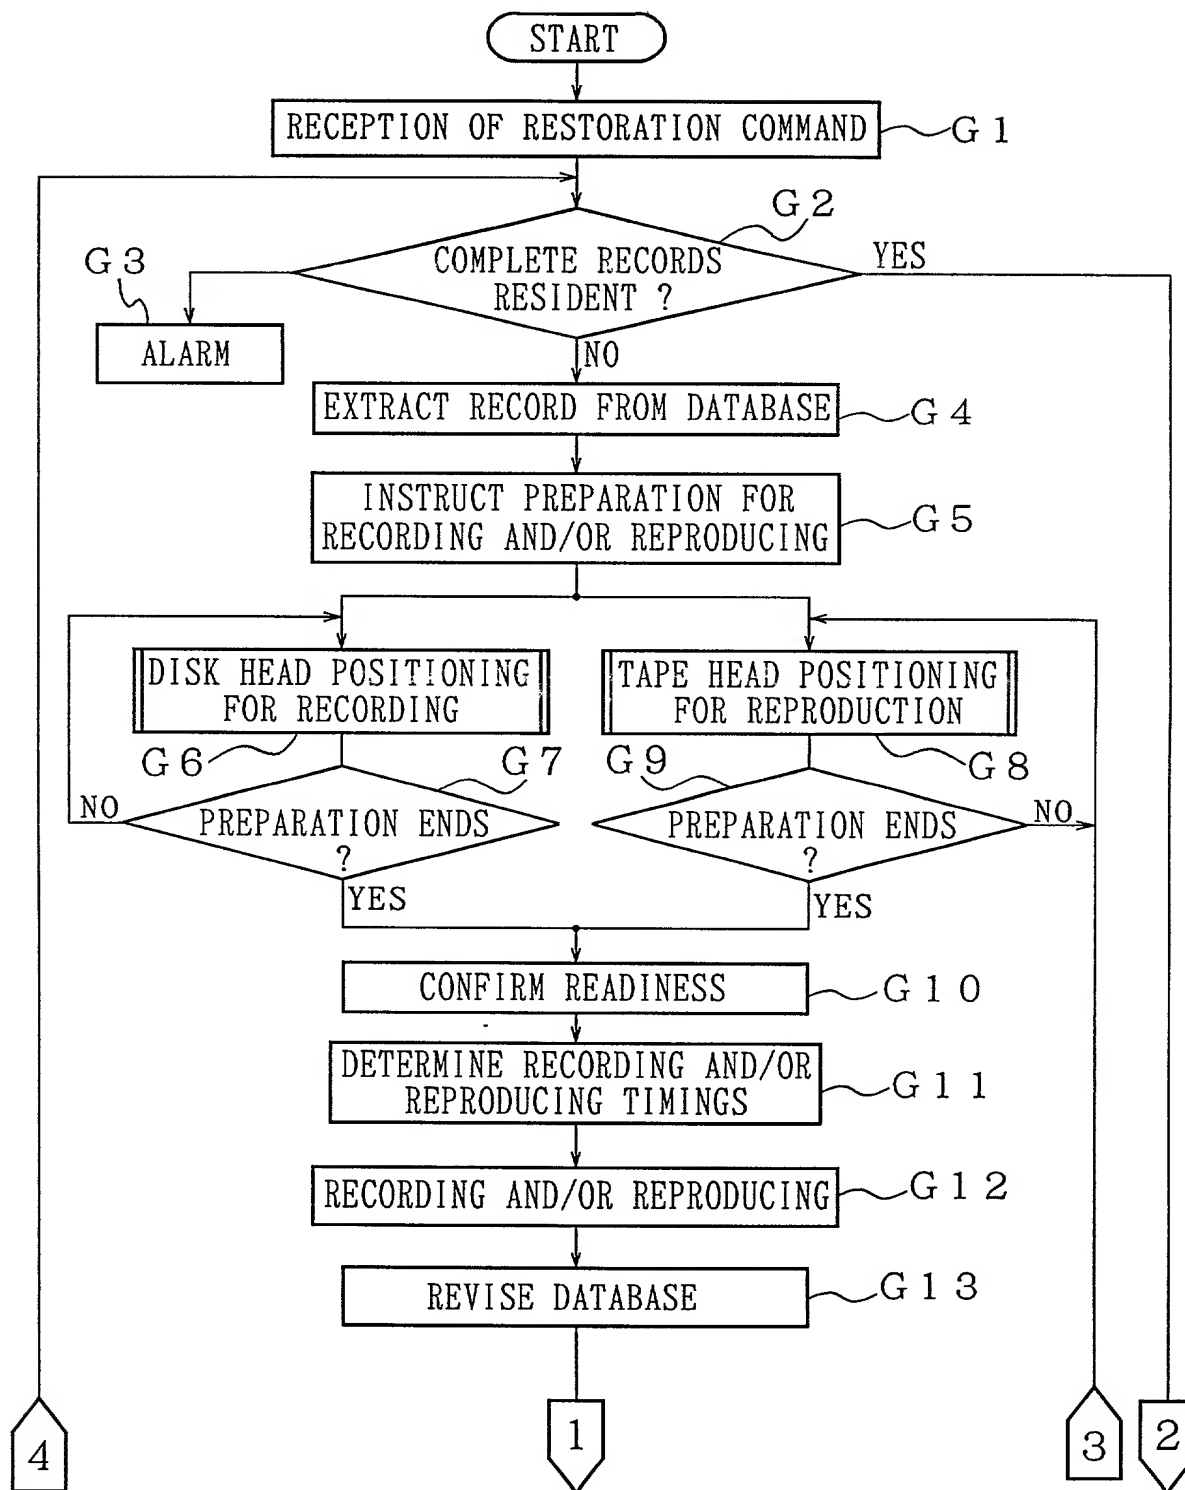 START
RECEPTION OF RESTORATION COMMAND
G1
G2
COMPLETE RECORDS
RESIDENT ?
YES
G3
ALARM
NO
EXTRACT RECORD FROM DATABASE
G4
INSTRUCT PREPARATION FOR
RECORDING AND/OR REPRODUCING
G5
DISK HEAD POSITIONING
FOR RECORDING
TAPE HEAD POSITIONING
FOR REPRODUCTION
G6
G7
G9
G8
NO
PREPARATION ENDS
?
PREPARATION ENDS
?
NO
YES
YES
CONFIRM READINESS
G10
DETERMINE RECORDING AND/OR
REPRODUCING TIMINGS
G11
RECORDING AND/OR REPRODUCING
G12
REVISE DATABASE
G13
4
1
3
2